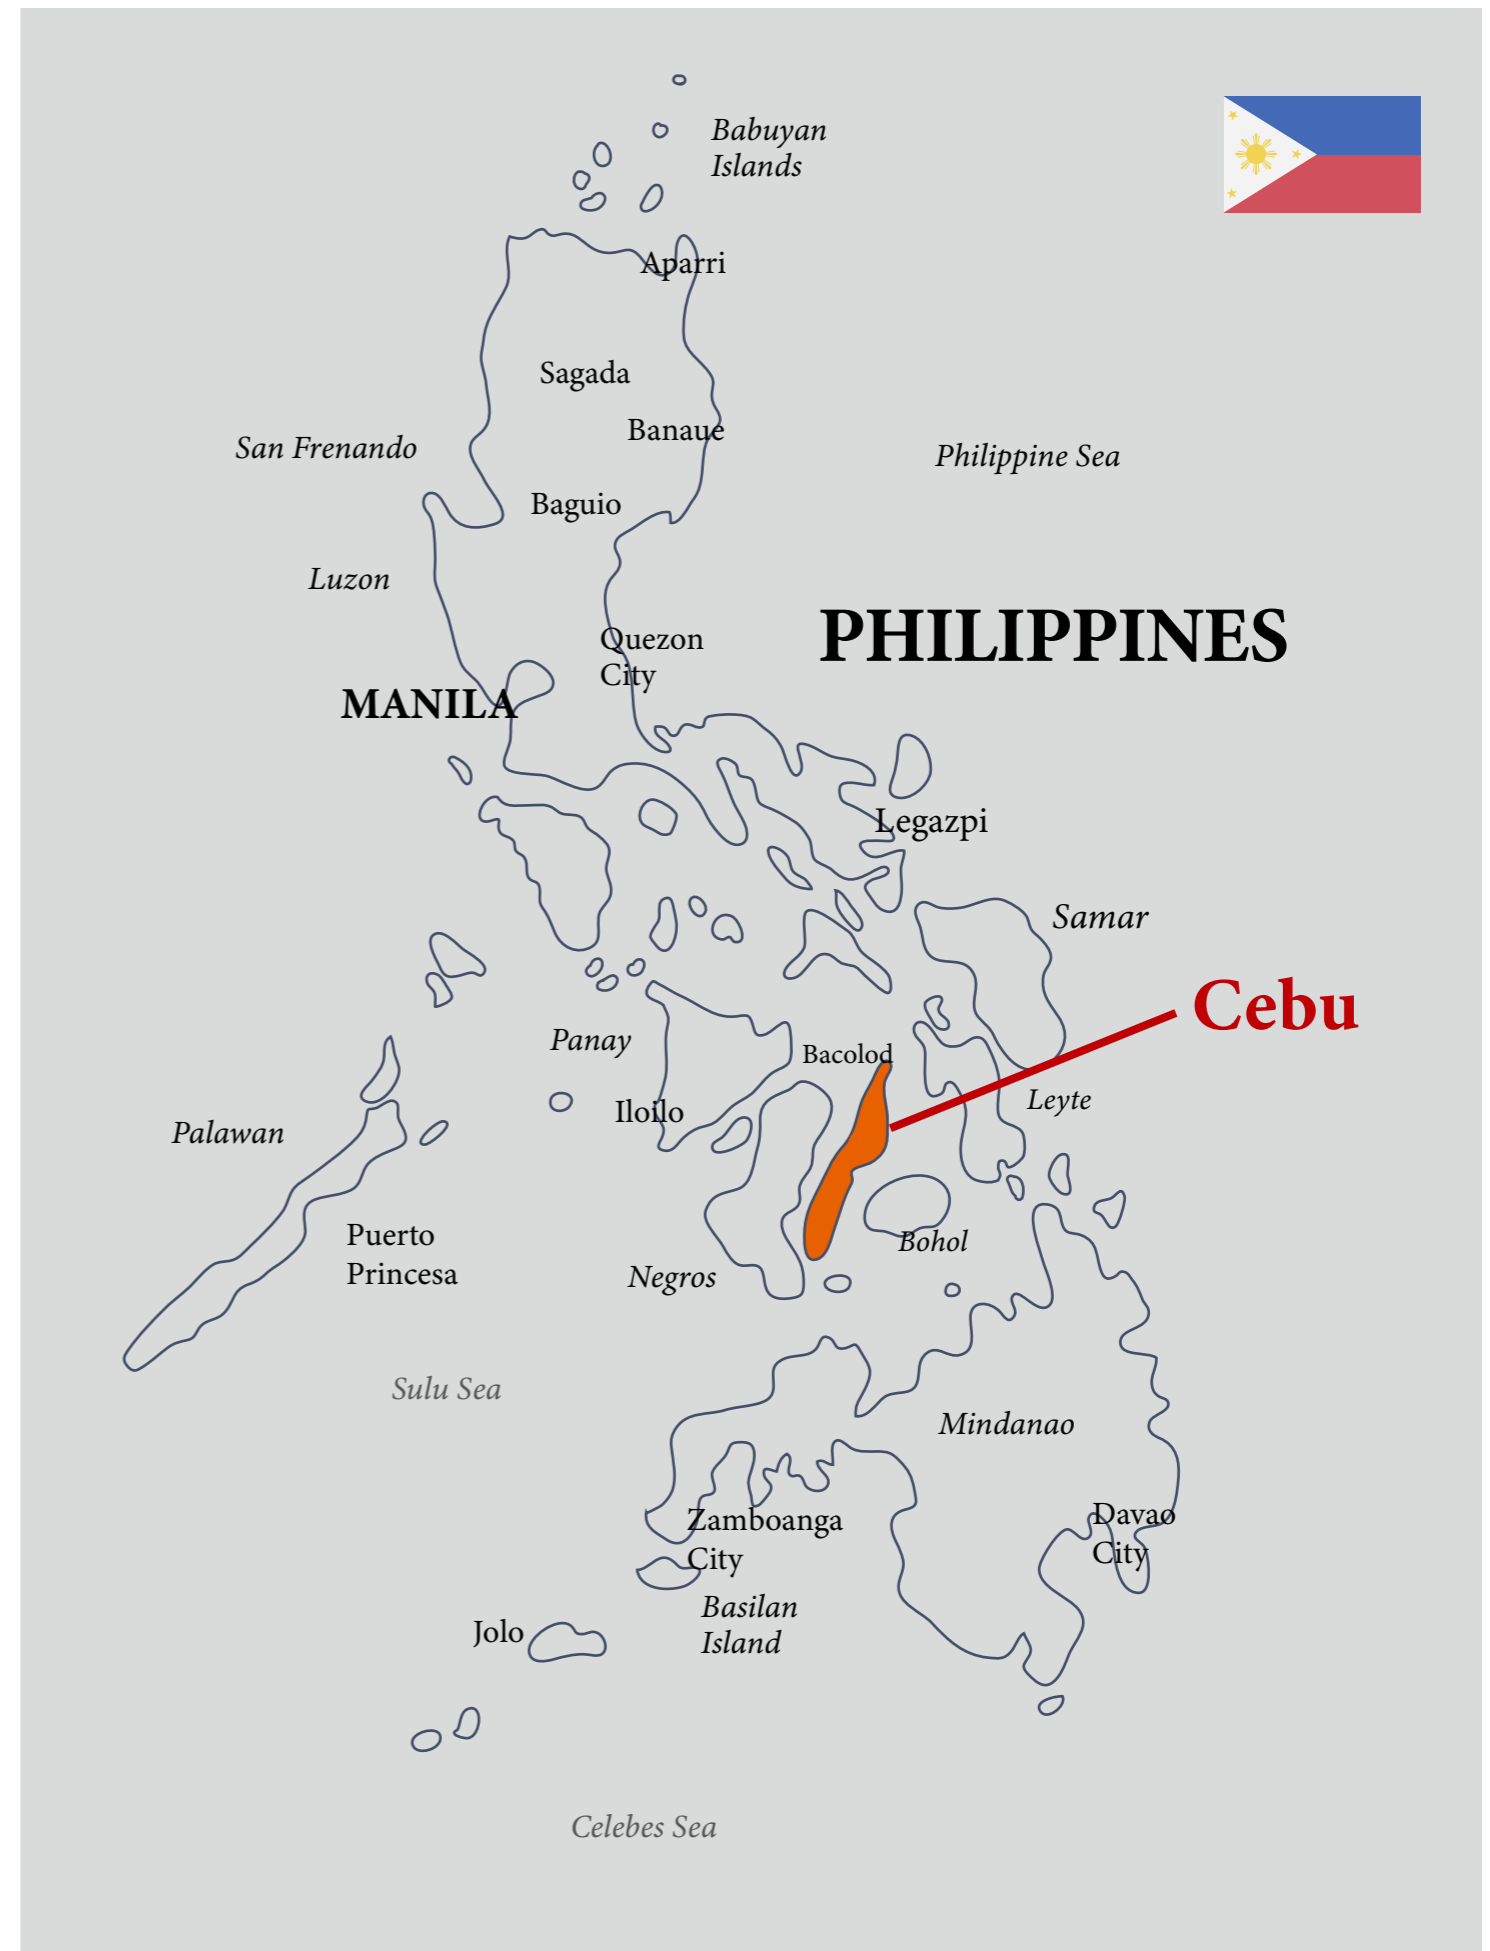 Babuyan
Islands
Aparri
Sagada
Banaue
San Frenando
Philippine Sea
Baguio
Luzon
PHILIPPINES
Quezon
City
MANILA
Legazpi
Samar
Cebu
Panay
Bacolod
Leyte
Iloilo
Palawan
Puerto
Princesa
Bohol
Negros
Sulu Sea
Mindanao
Zamboanga
City
Davao
City
Basilan
Island
Jolo
Celebes Sea